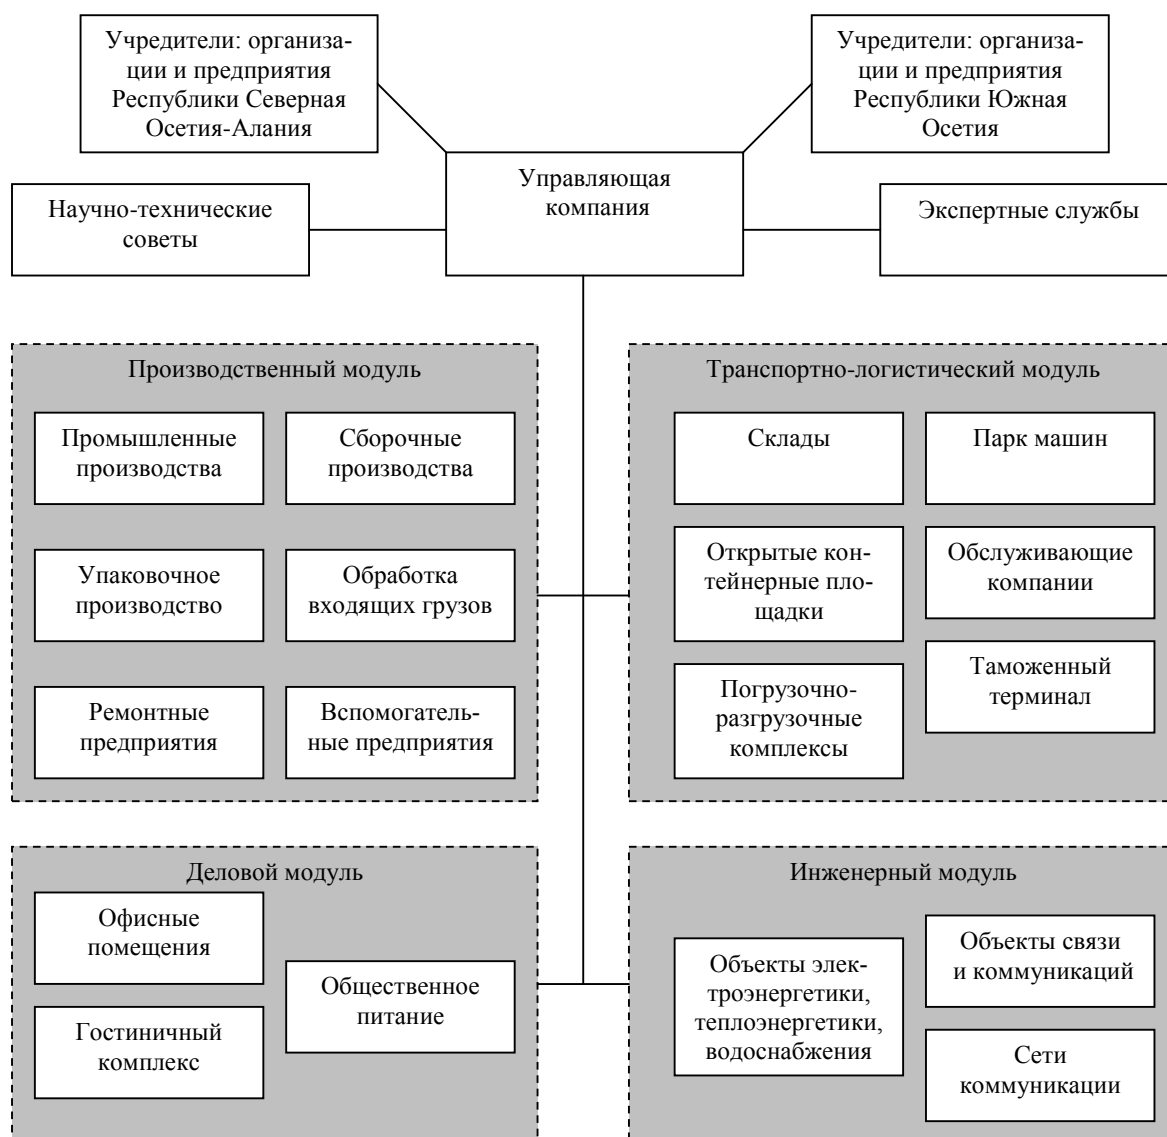 Учредители: организа-
ции и предприятия
Республики Северная
Осетия-Алания
Учредители: организа-
ции и предприятия
Республики Южная
Осетия
Управляющая
компания
Научно-технические
советы
Экспертные службы
Производственный модуль
Промышленные
производства
Сборочные
производства
Упаковочное
производство
Обработка
входящих грузов
Ремонтные
предприятия
Вспомогатель-
ные предприятия
Транспортно-логистический модуль
Склады
Парк машин
Открытые кон-
тейнерные пло-
щадки
Обслуживающие
компании
Погрузочно-
разгрузочные
комплексы
Таможенный
терминал
Деловой модуль
Офисные
помещения
Общественное
питание
Гостиничный
комплекс
Инженерный модуль
Объекты элек-
троэнергетики,
теплоэнергетики,
водоснабжения
Объекты связи
и коммуникаций
Сети
коммуникации